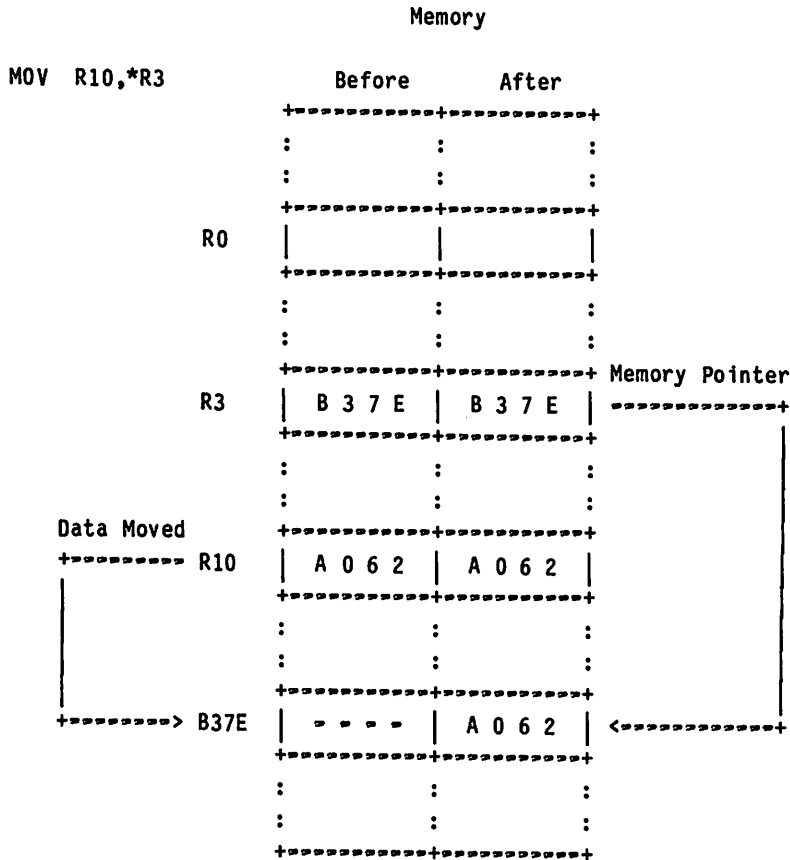 Memory
MOV R10,*R3
Before After
R0
Memory Pointer
R3 B 3 7 E B 3 7 E
Data Moved
R10 A 0 6 2 A 0 6 2
B37E - - - - A 0 6 2